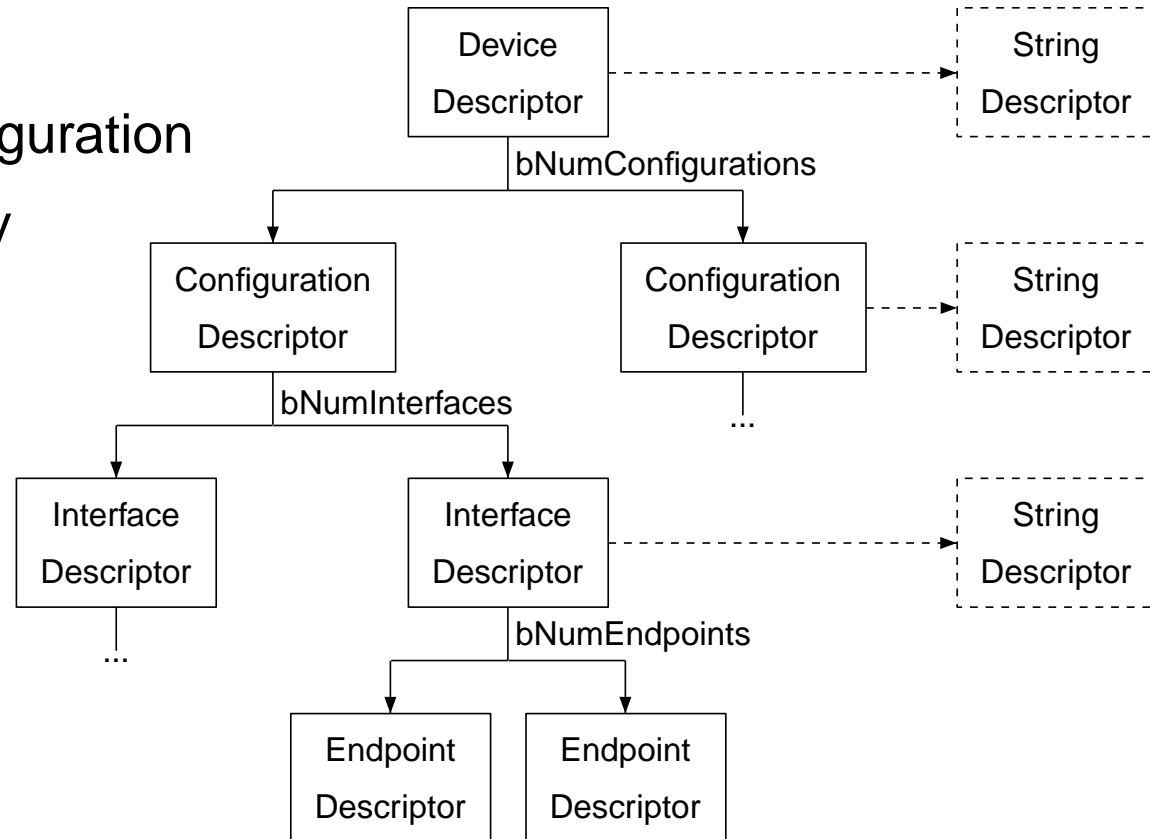 Device
Descriptor
String
Descriptor
guration
bNumConfigurations
y
Configuration
Descriptor
Configuration
Descriptor
String
Descriptor
bNumInterfaces
...
Interface
Descriptor
Interface
Descriptor
String
Descriptor
bNumEndpoints
...
Endpoint
Descriptor
Endpoint
Descriptor